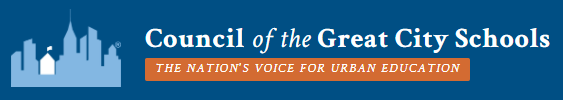 Council of the Great City Schools
THE NATION'S VOICE FOR URBAN EDUCATION
®